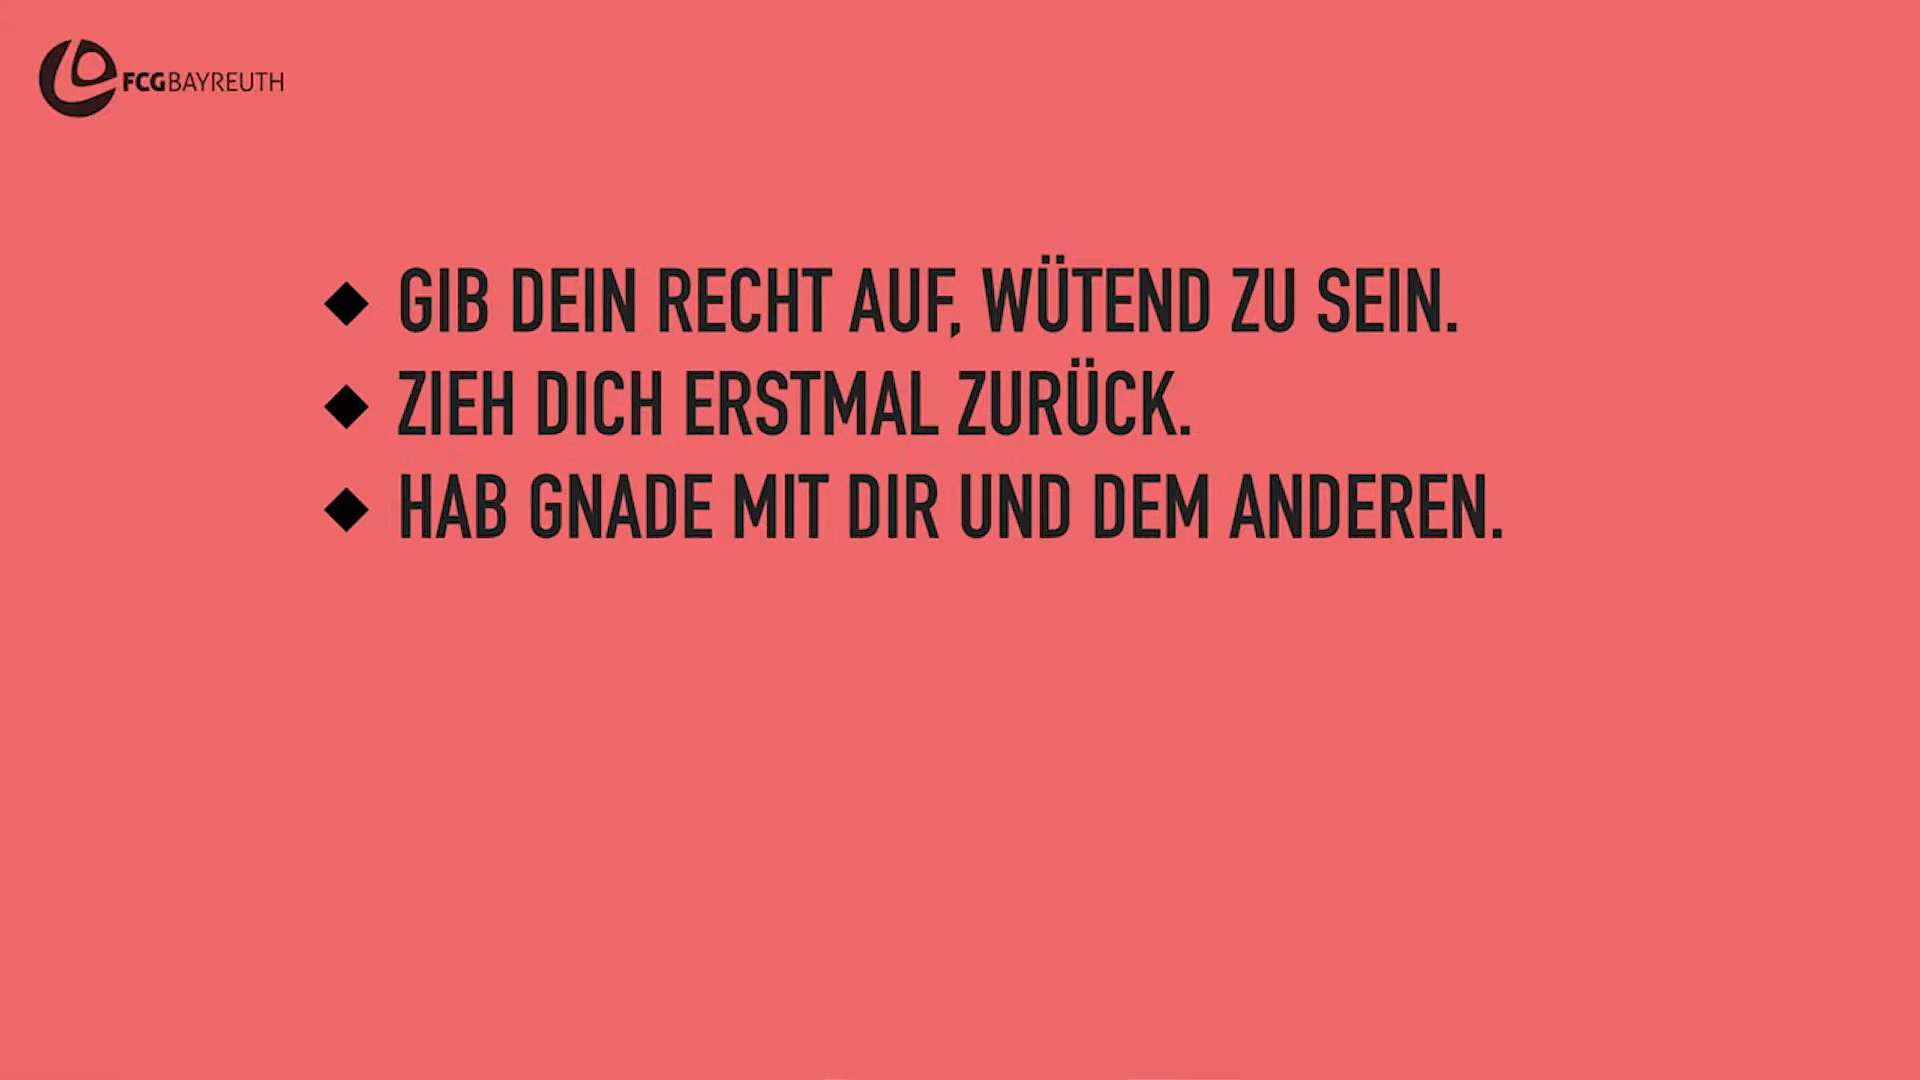 FCGBAYREUTH
◆ GIB DEIN RECHT AUF, WÜTEND ZU SEIN.
◆ ZIEH DICH ERSTMAL ZURÜCK.
◆ HAB GNADE MIT DIR UND DEM ANDEREN.